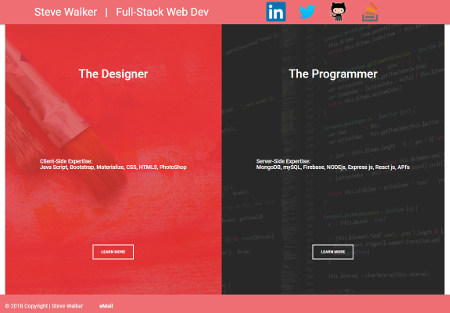 Steve Walker | Full-Stack Web Dev
The Designer
The Programmer
Client-Side Expertise:
Java Script, Bootstrap, Materialize, CSS, HTML5, PhotoShop
Server-Side Expertise:
MongoDB, mySQL, Firebase, NODEjs, Express js, React js, API's
LEARN MORE
LEARN MORE
© 2018 Copyright | Steve Walker eMail